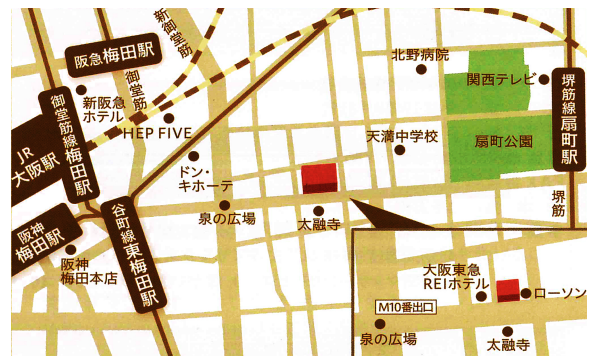 新御堂筋
阪急梅田駅
御堂筋
新阪急
ホテル
HEP FIVE
御堂筋線梅田駅
JR
大阪駅
ドン・
キホーテ
泉の広場
阪神
梅田駅
阪神
梅田本店
谷町線東梅田駅
北野病院
関西テレビ
天満中学校
扇町公園
堺筋線扇町駅
堺筋
太融寺
大阪東急
REIホテル
ローソン
M10番出口
泉の広場
太融寺